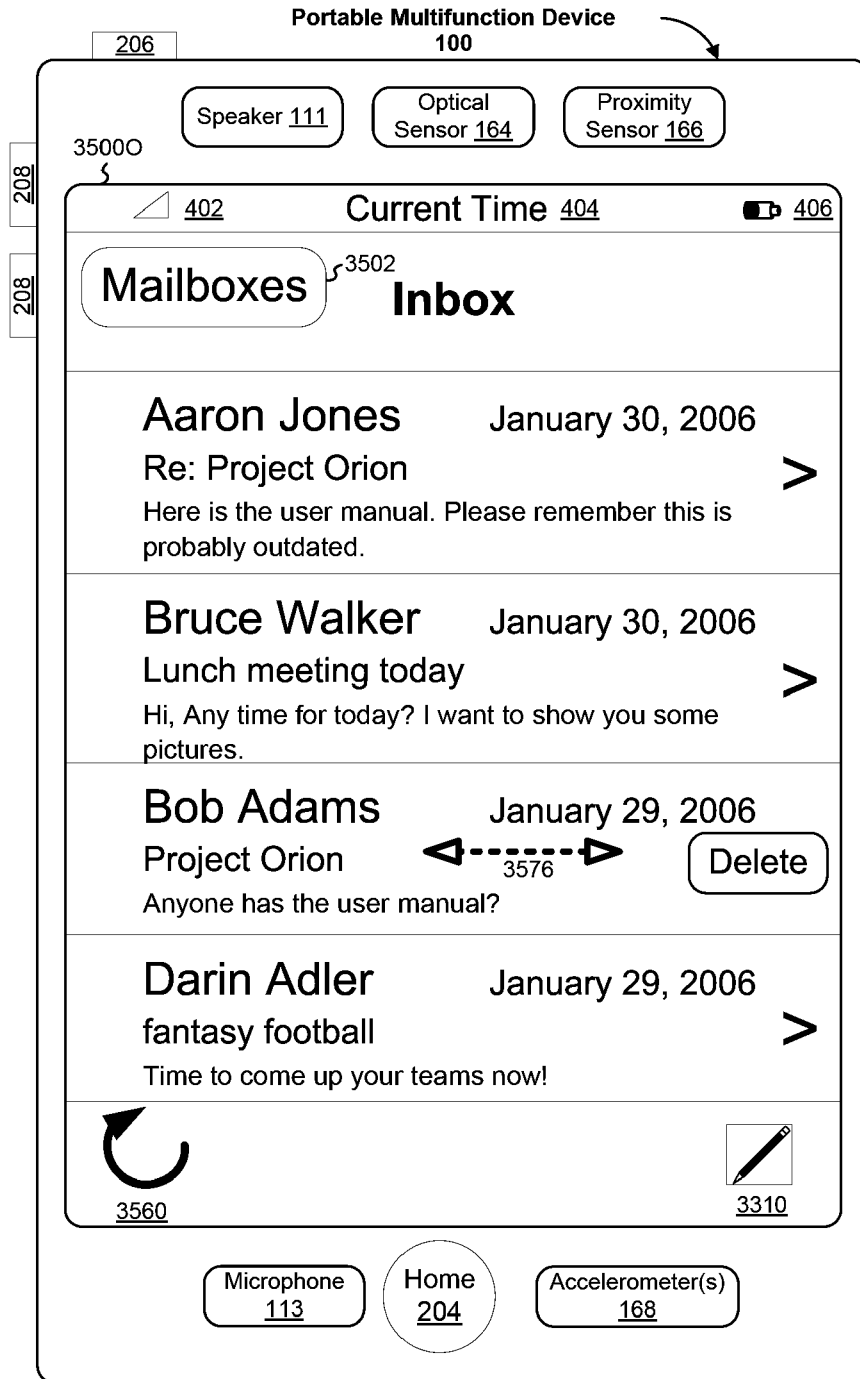 Portable Multifunction Device
100
206
Speaker 111
Optical
Sensor 164
Proximity
Sensor 166
3500O
208
402
Current Time 404
406
Mailboxes
3502
Inbox
208
Aaron Jones January 30, 2006
Re: Project Orion
>
Here is the user manual. Please remember this is
probably outdated.
Bruce Walker January 30, 2006
Lunch meeting today
>
Hi, Any time for today? I want to show you some
pictures.
Bob Adams January 29, 2006
Project Orion
3576
Delete
Anyone has the user manual?
Darin Adler January 29, 2006
fantasy football
>
Time to come up your teams now!
3560
3310
Microphone
113
Home
204
Accelerometer(s)
168